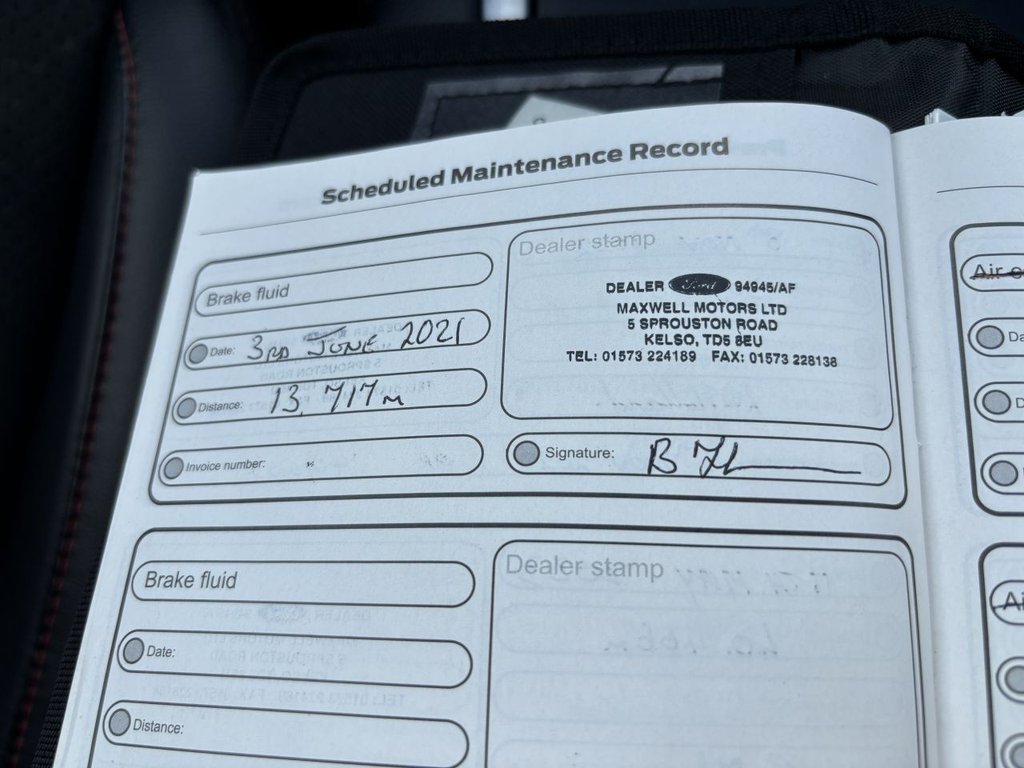 Scheduled Maintenance Record
Brake fluid
Date: 3RD JUNE 2021
Distance: 13,717m
Invoice number:
Dealer stamp
DEALER Ford 94945/AF
MAXWELL MOTORS LTD
5 SPROUSTON ROAD
KELSO, TD5 8EU
TEL: 01573 224189 FAX: 01573 228138
Signature:
Brake fluid
Date:
Distance:
Dealer stamp